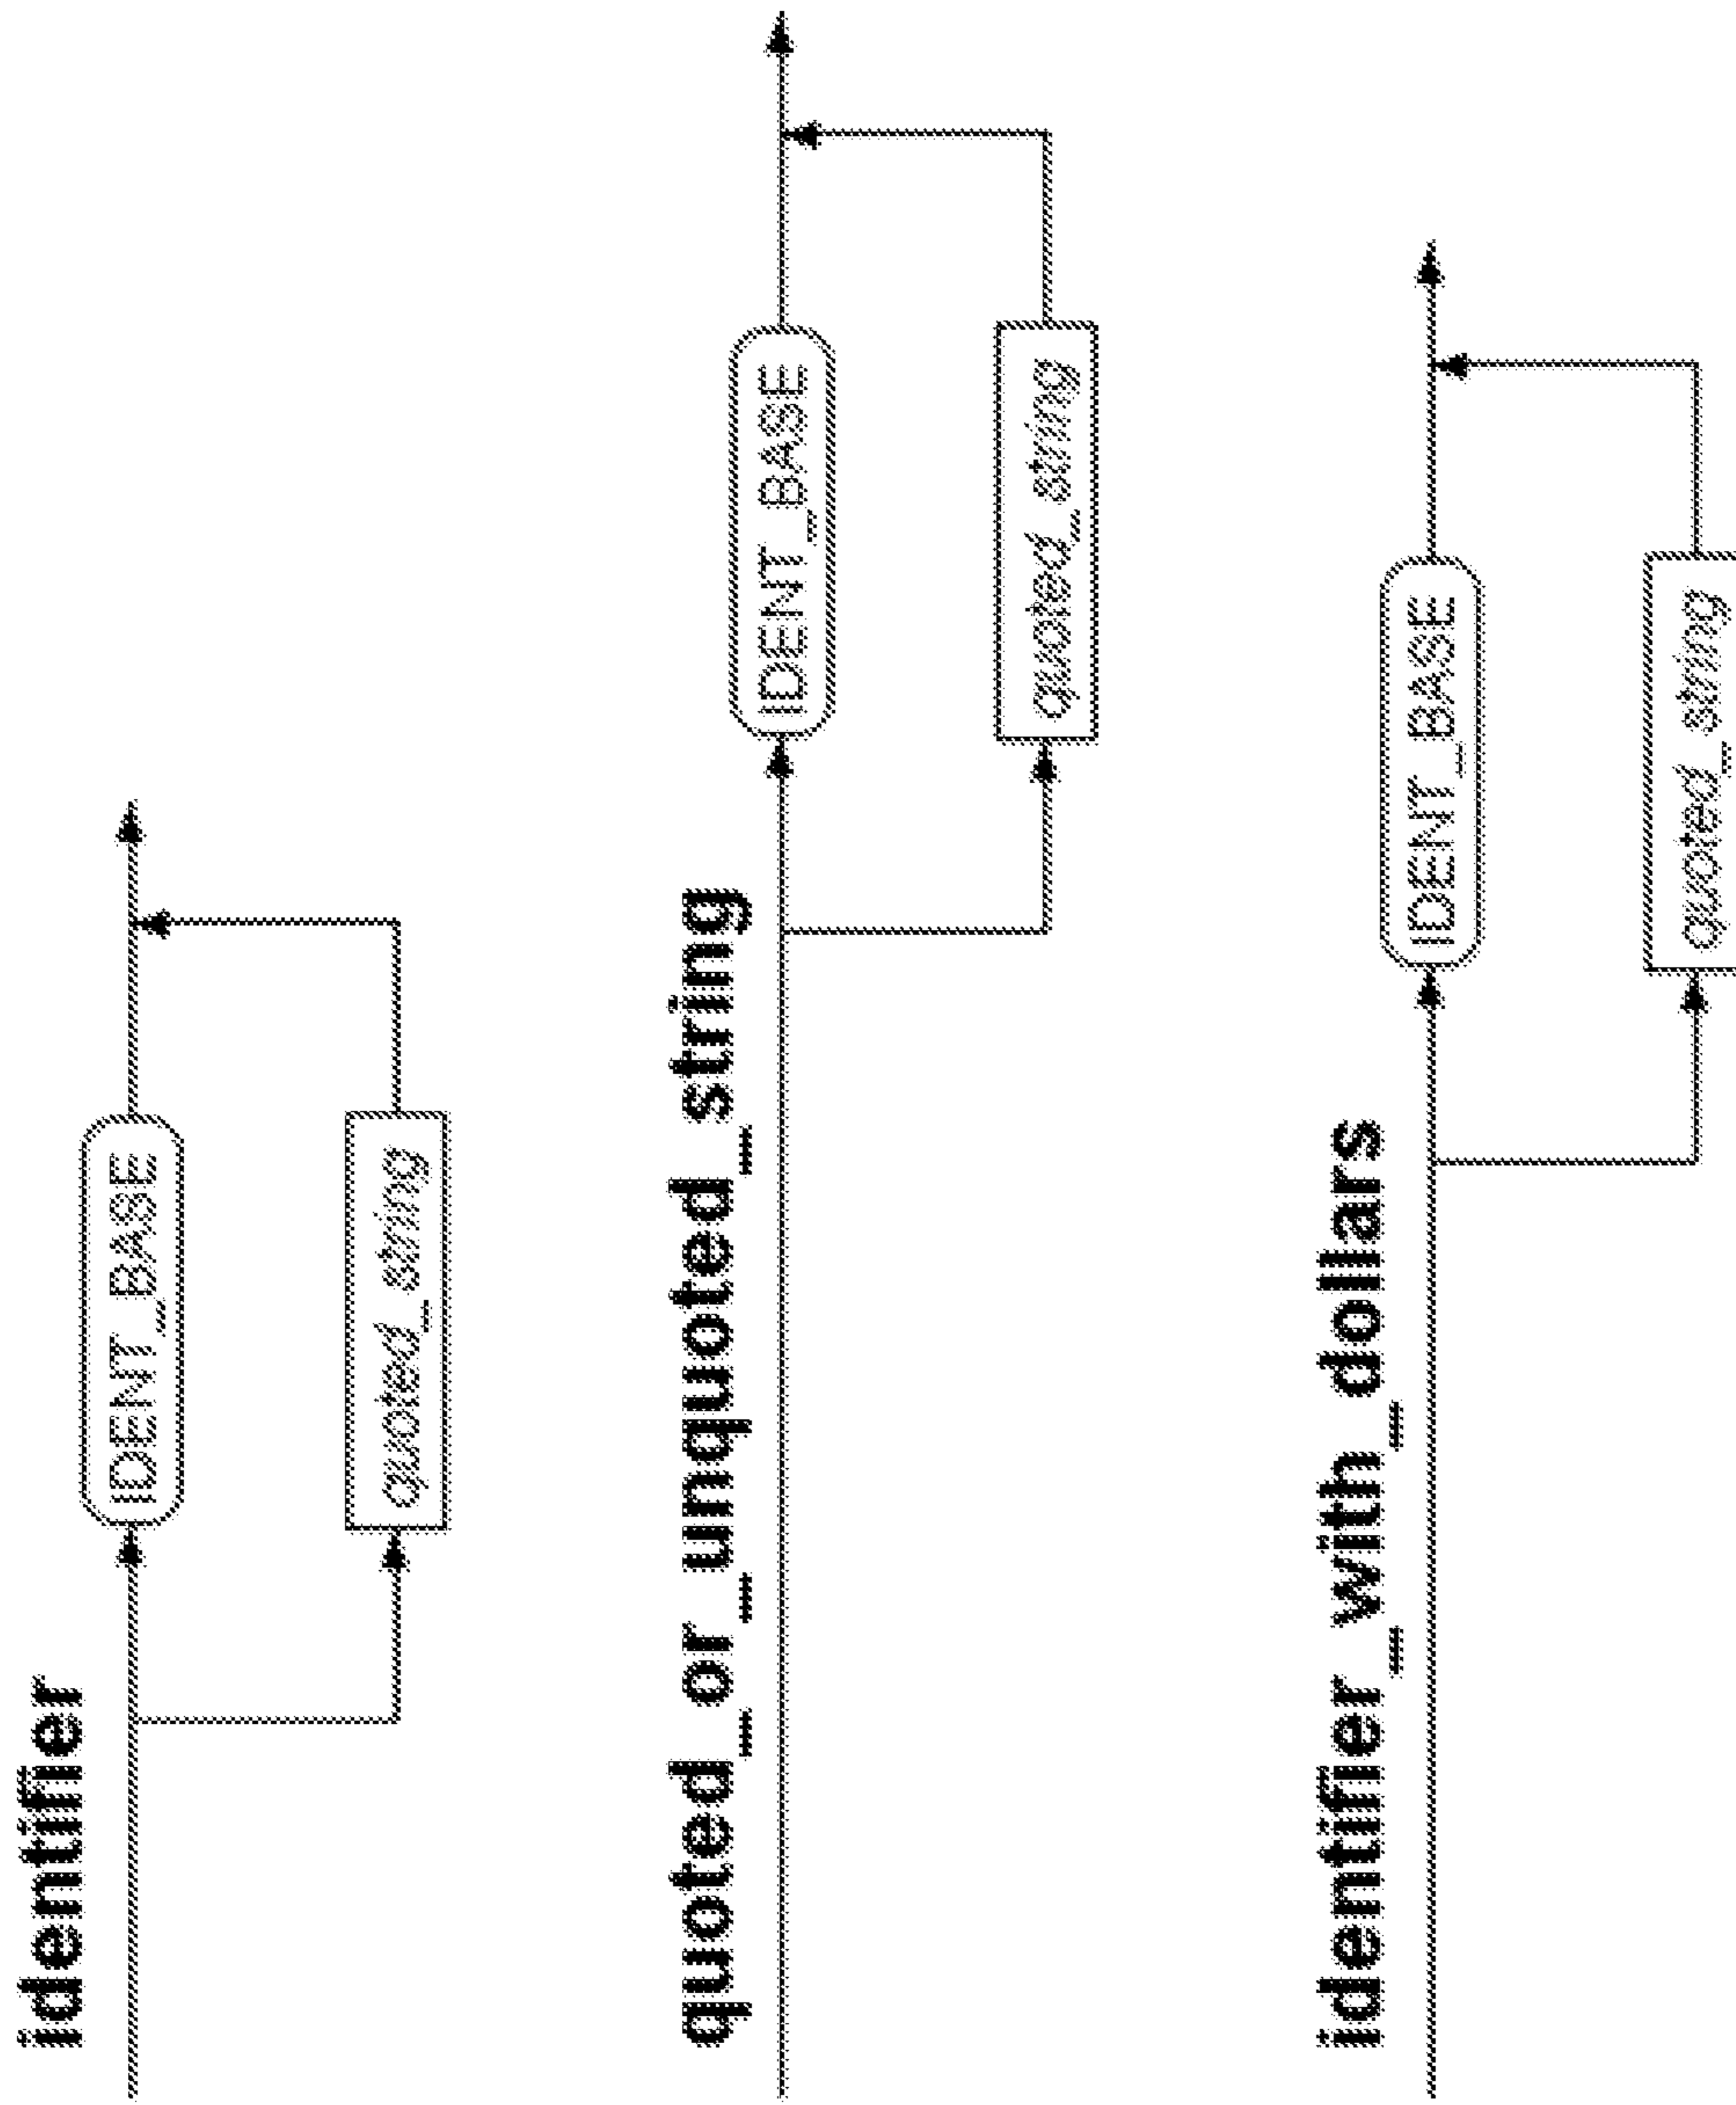 identifier
IDENT_BASE
quoted_string
quoted_or_unquoted_string
IDENT_BASE
quoted_string
identifier_with_dollars
IDENT_BASE
quoted_string